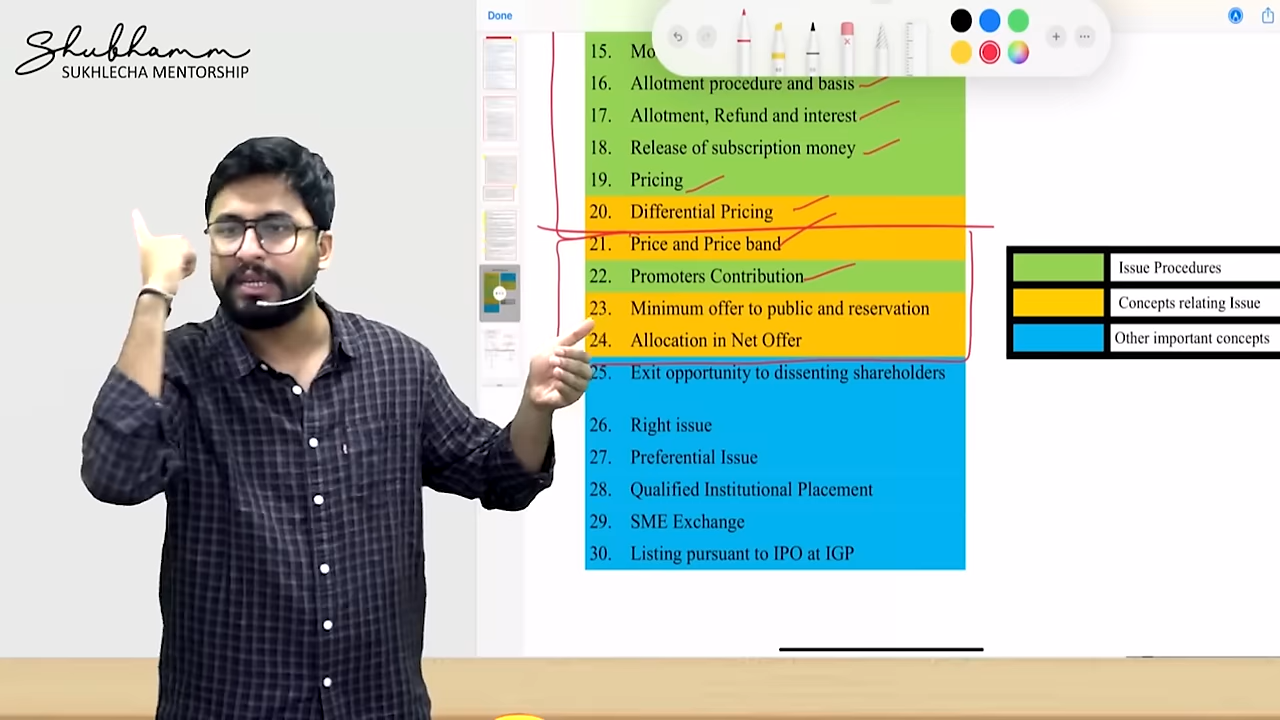 Shubhamm
SUKHLECHA MENTORSHIP
Done
15. Mo
16. Allotment procedure and basis
17. Allotment, Refund and interest
18. Release of subscription money
19. Pricing
20. Differential Pricing
21. Price and Price band
22. Promoters Contribution
23. Minimum offer to public and reservation
24. Allocation in Net Offer
25. Exit opportunity to dissenting shareholders
26. Right issue
27. Preferential Issue
28. Qualified Institutional Placement
29. SME Exchange
30. Listing pursuant to IPO at IGP
Issue Procedures
Concepts relating Issue
Other important concepts